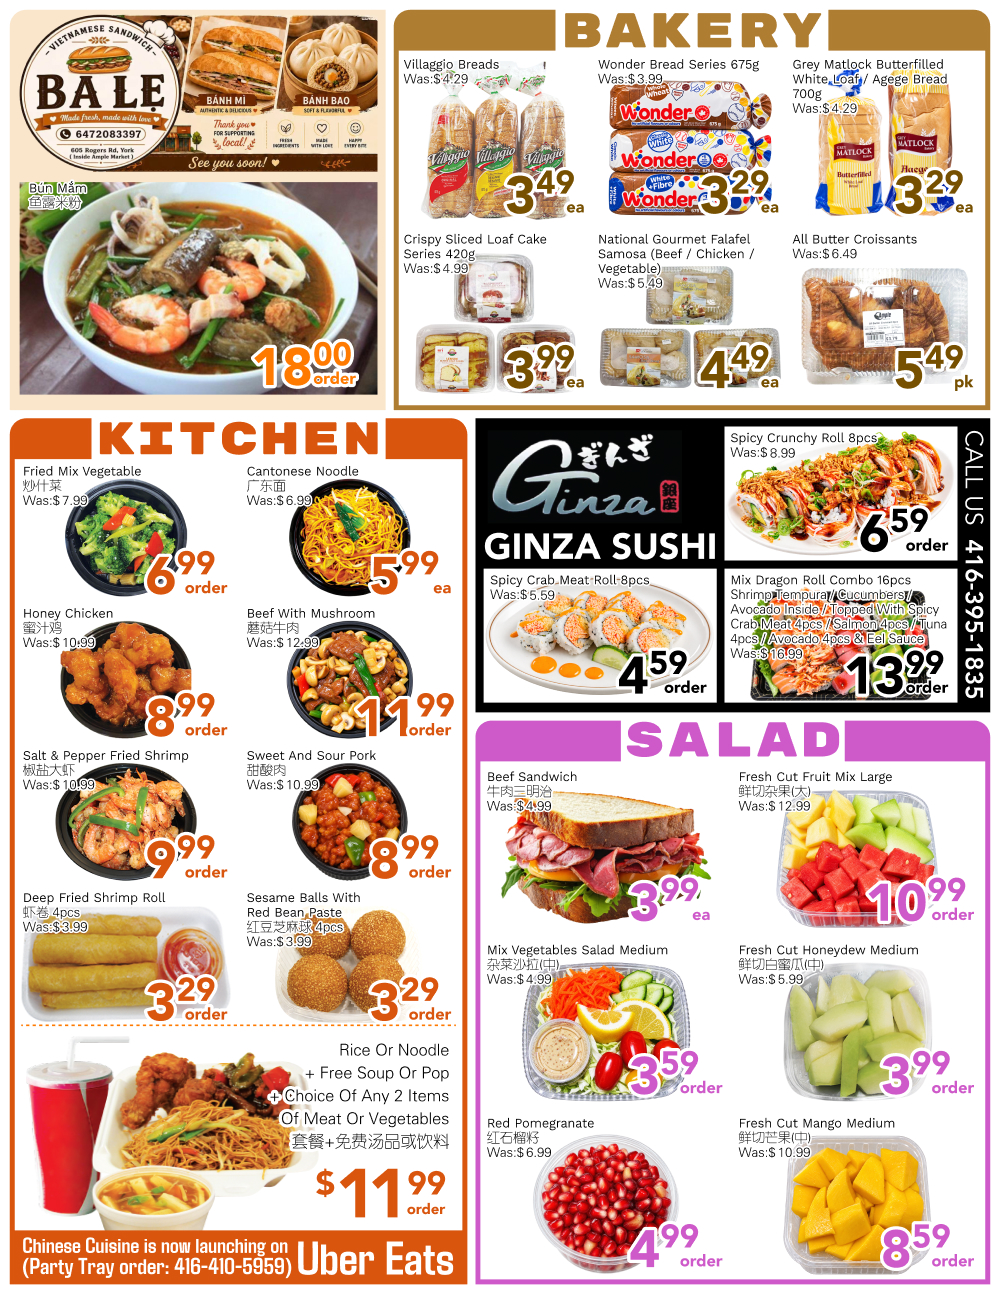 VIETNAMESE SANDWICH
BA LẸ
Made fresh, made with love
6472083397
605 Rogers Rd, York
( Inside Ample Market )
BÁNH MÌ
AUTHENTIC & DELICIOUS
BÁNH BAO
SOFT & FLAVORFUL
Thank you
FOR SUPPORTING
local!
FRESH
INGREDIENTS
MADE
WITH LOVE
HAPPY
EVERY BITE
See you soon!
Bún Mắm
鱼露米粉
18.00
order
BAKERY
Villaggio Breads
Was:$4.29
3.49
ea
Wonder Bread Series 675g
Was:$3.99
3.29
ea
Grey Matlock Butterfilled
White Loaf / Agege Bread
700g
Was:$4.29
3.29
ea
Crispy Sliced Loaf Cake
Series 420g
Was:$4.99
3.99
ea
National Gourmet Falafel
Samosa (Beef / Chicken /
Vegetable)
Was:$5.49
4.49
ea
All Butter Croissants
Was:$6.49
5.49
pk
KITCHEN
Fried Mix Vegetable
炒什菜
Was:$7.99
6.99
order
Cantonese Noodle
广东面
Was:$6.99
5.99
ea
Honey Chicken
蜜汁鸡
Was:$10.99
8.99
order
Beef With Mushroom
蘑菇牛肉
Was:$12.99
11.99
order
Salt & Pepper Fried Shrimp
椒盐大虾
Was:$10.99
9.99
order
Sweet And Sour Pork
甜酸肉
Was:$10.99
8.99
order
Deep Fried Shrimp Roll
虾卷 4pcs
Was:$3.99
3.29
order
Sesame Balls With
Red Bean Paste
红豆芝麻球 4pcs
Was:$3.99
3.29
order
Rice Or Noodle
+ Free Soup Or Pop
+ Choice Of Any 2 Items
Of Meat Or Vegetables
套餐+免费汤品或饮料
$11.99
order
Chinese Cuisine is now launching on
(Party Tray order: 416-410-5959)
Uber Eats
Ginza
ぎんざ
銀座
GINZA SUSHI
Spicy Crunchy Roll 8pcs
Was:$8.99
6.59
order
Spicy Crab Meat Roll 8pcs
Was:$5.59
4.59
order
Mix Dragon Roll Combo 16pcs
Shrimp Tempura / Cucumbers /
Avocado Inside / Topped With Spicy
Crab Meat 4pcs / Salmon 4pcs / Tuna
4pcs / Avocado 4pcs & Eel Sauce
Was:$16.99
13.99
order
CALL US 416-395-1835
SALAD
Beef Sandwich
牛肉三明治
Was:$4.99
3.99
ea
Fresh Cut Fruit Mix Large
鲜切杂果(大)
Was:$12.99
10.99
order
Mix Vegetables Salad Medium
杂菜沙拉(中)
Was:$4.99
3.59
order
Fresh Cut Honeydew Medium
鲜切白蜜瓜(中)
Was:$5.99
3.99
order
Red Pomegranate
红石榴籽
Was:$6.99
4.99
order
Fresh Cut Mango Medium
鲜切芒果(中)
Was:$10.99
8.59
order